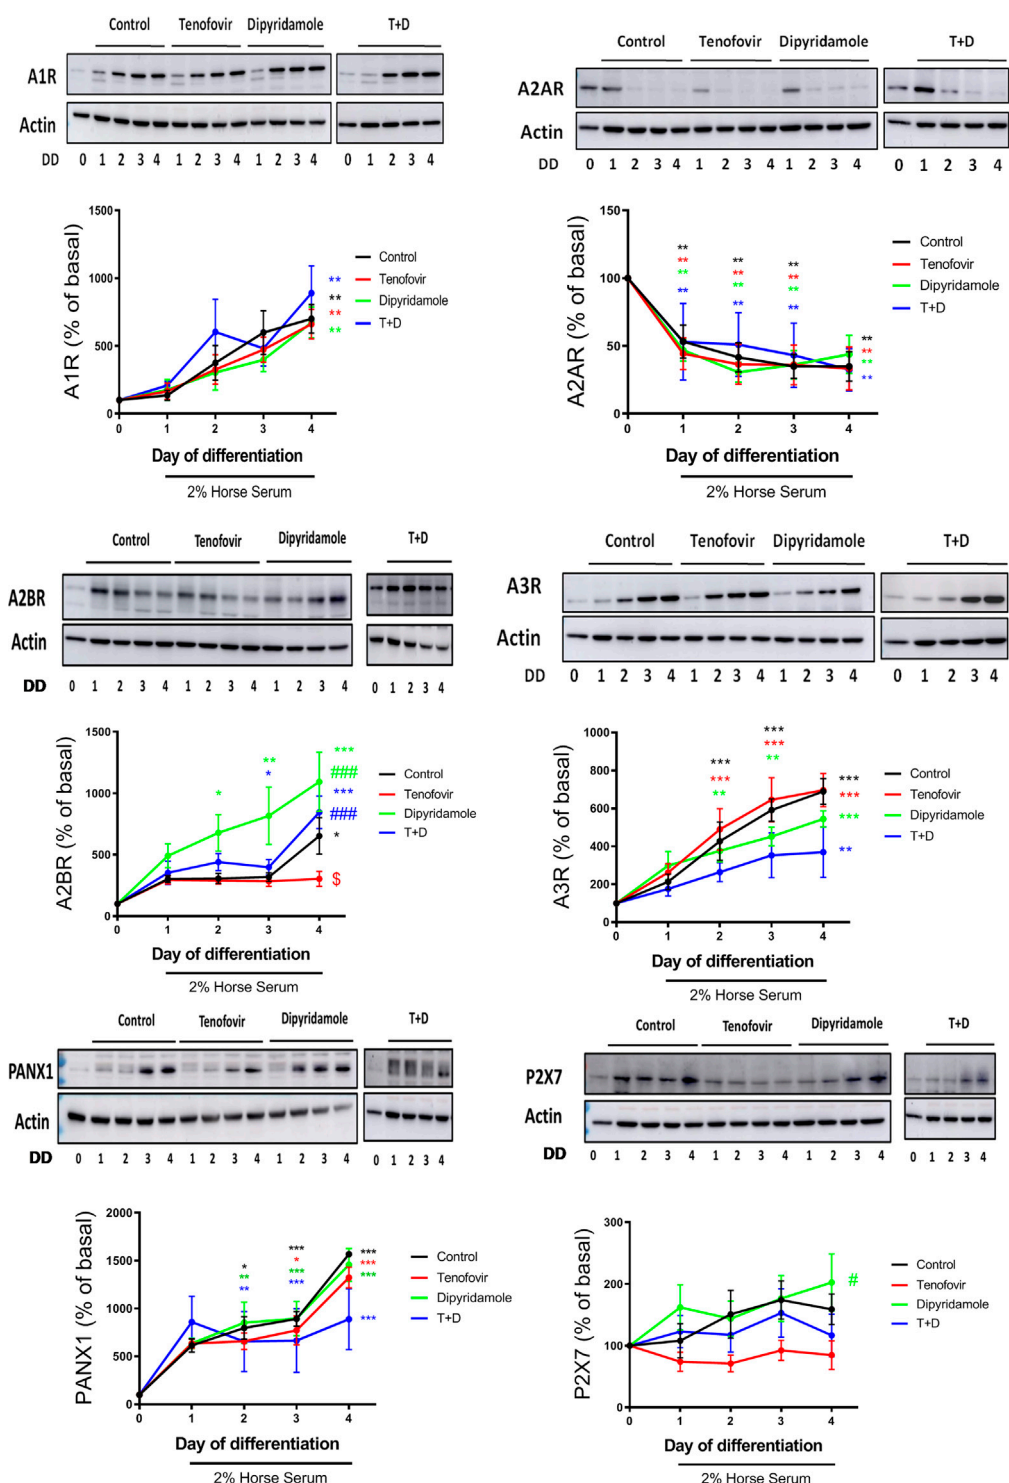 Control Tenofovir Dipyridamole T+D
A1R
Actin
DD 0 1 2 3 4 1 2 3 4 1 2 3 4 0 1 2 3 4
A1R (% of basal)
1500
1000
500
0
0 1 2 3 4
**
**
**
**
Control
Tenofovir
Dipyridamole
T+D
Day of differentiation
2% Horse Serum
Control Tenofovir Dipyridamole T+D
A2AR
Actin
DD 0 1 2 3 4 1 2 3 4 1 2 3 4 0 1 2 3 4
A2AR (% of basal)
150
100
50
0
0 1 2 3 4
** ** ** **
** ** ** **
** ** ** **
** ** ** **
Control
Tenofovir
Dipyridamole
T+D
Day of differentiation
2% Horse Serum
Control Tenofovir Dipyridamole T+D
A2BR
Actin
DD 0 1 2 3 4 1 2 3 4 1 2 3 4 0 1 2 3 4
A2BR (% of basal)
1500
1000
500
0
0 1 2 3 4
*
**
*
***
###
***
###
*
$
Control
Tenofovir
Dipyridamole
T+D
Day of differentiation
2% Horse Serum
Control Tenofovir Dipyridamole T+D
A3R
Actin
DD 0 1 2 3 4 1 2 3 4 1 2 3 4 0 1 2 3 4
A3R (% of basal)
1000
800
600
400
200
0
0 1 2 3 4
*** *** ***
*** *** ***
** ** ***
**
Control
Tenofovir
Dipyridamole
T+D
Day of differentiation
2% Horse Serum
Control Tenofovir Dipyridamole T+D
PANX1
Actin
DD 0 1 2 3 4 1 2 3 4 1 2 3 4 0 1 2 3 4
PANX1 (% of basal)
2000
1500
1000
500
0
0 1 2 3 4
* *** ***
* ***
** *** ***
** *** ***
Control
Tenofovir
Dipyridamole
T+D
Day of differentiation
2% Horse Serum
Control Tenofovir Dipyridamole T+D
P2X7
Actin
DD 0 1 2 3 4 1 2 3 4 1 2 3 4 0 1 2 3 4
P2X7 (% of basal)
300
200
100
0
0 1 2 3 4
#
Control
Tenofovir
Dipyridamole
T+D
Day of differentiation
2% Horse Serum